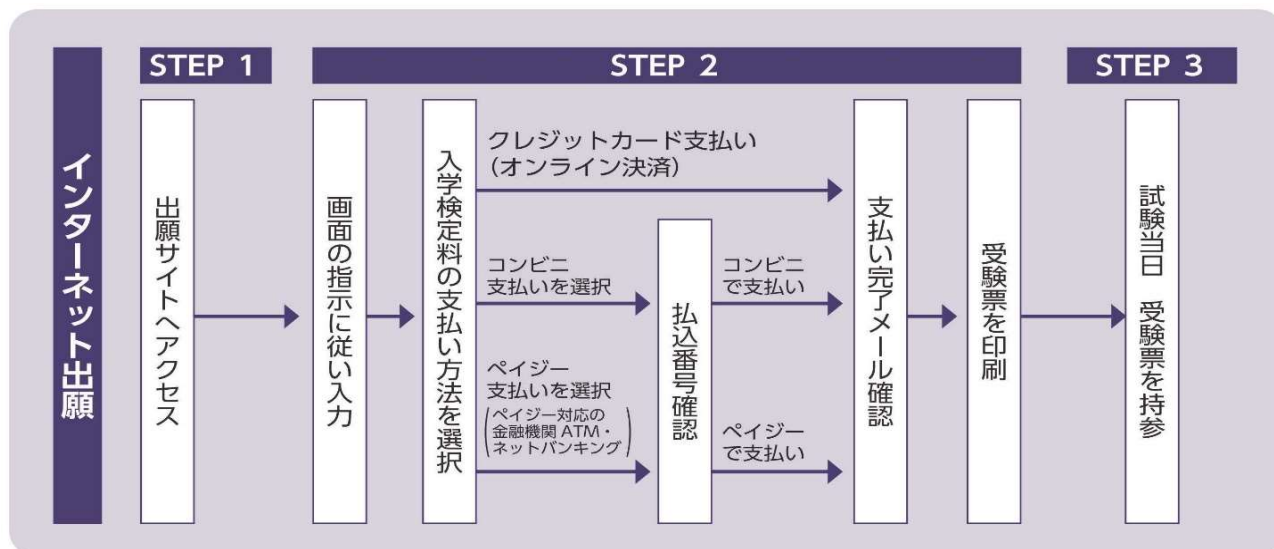 インターネット出願
STEP 1
出願サイトへアクセス
STEP 2
画面の指示に従い入力
入学検定料の支払い方法を選択
クレジットカード支払い
(オンライン決済)
コンビニ
支払いを選択
ペイジー
支払いを選択
(ペイジー対応の
金融機関 ATM・
ネットバンキング)
払込番号確認
コンビニ
で支払い
ペイジー
で支払い
支払い完了メール確認
受験票を印刷
STEP 3
試験当日 受験票を持参